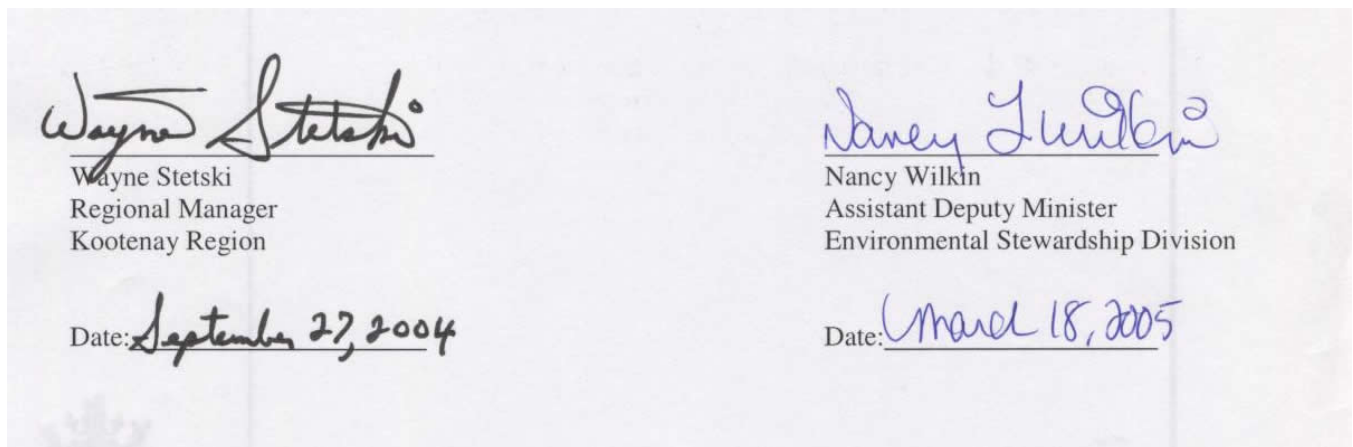 Wayne Stetski
Wayne Stetski
Regional Manager
Kootenay Region
Date: September 27, 2004
Nancy Wilkin
Nancy Wilkin
Assistant Deputy Minister
Environmental Stewardship Division
Date: March 18, 2005